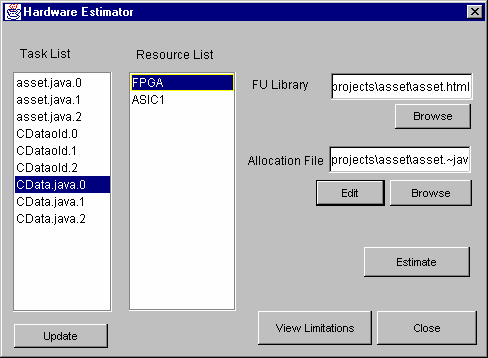 Hardware Estimator
Task List
asset.java.0
asset.java.1
asset.java.2
CDataold.0
CDataold.1
CDataold.2
CData.java.0
CData.java.1
CData.java.2
Update
Resource List
FPGA
ASIC1
FU Library
projects\asset\asset.html
Browse
Allocation File
projects\asset\asset.~jav
Edit
Browse
Estimate
View Limitations
Close